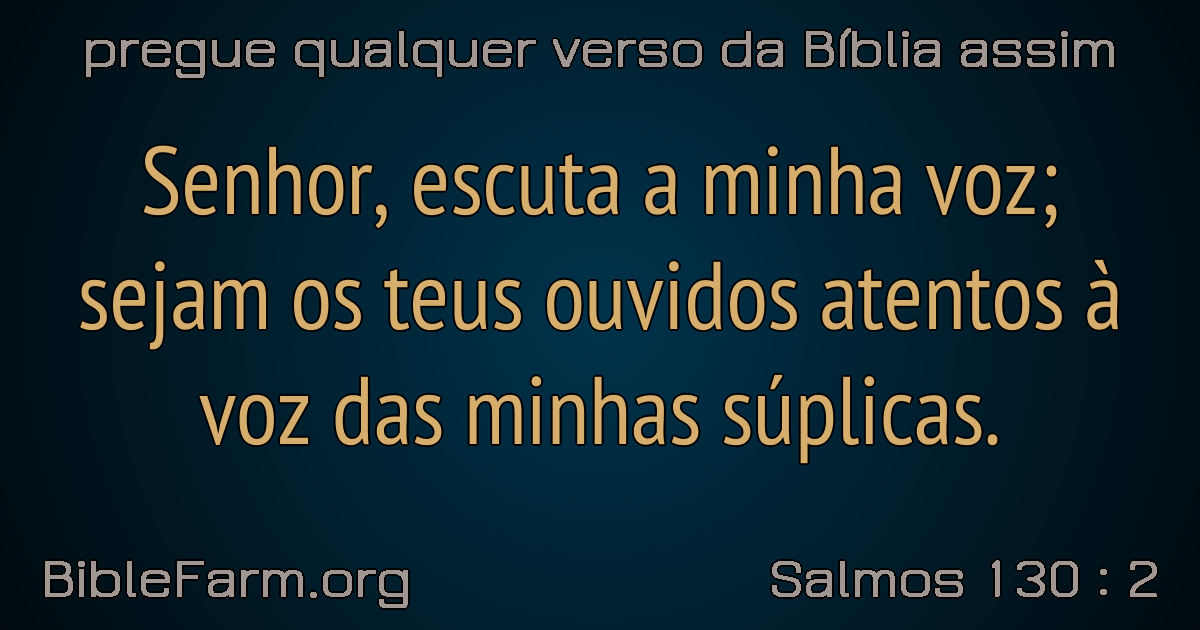 pregue qualquer verso da Bíblia assim
Senhor, escuta a minha voz;
sejam os teus ouvidos atentos à
voz das minhas súplicas.
BibleFarm.org
Salmos 130 : 2